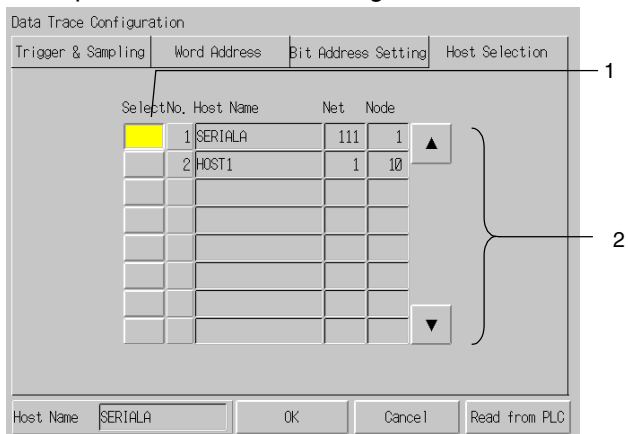 Data Trace Configuration
Trigger & Sampling Word Address Bit Address Setting Host Selection
1
Select No. Host Name Net Node
1 SERIALA 111 1 ▲
2 HOST1 1 10
2
▼
Host Name SERIALA OK Cancel Read from PLC